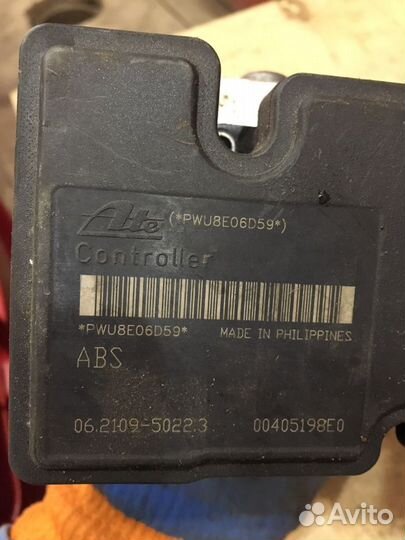 Ate (*PWU8E06D59*)
Controller
*PWU8E06D59* MADE IN PHILIPPINES
ABS
06.2109-5022.3 00405198E0
Avito